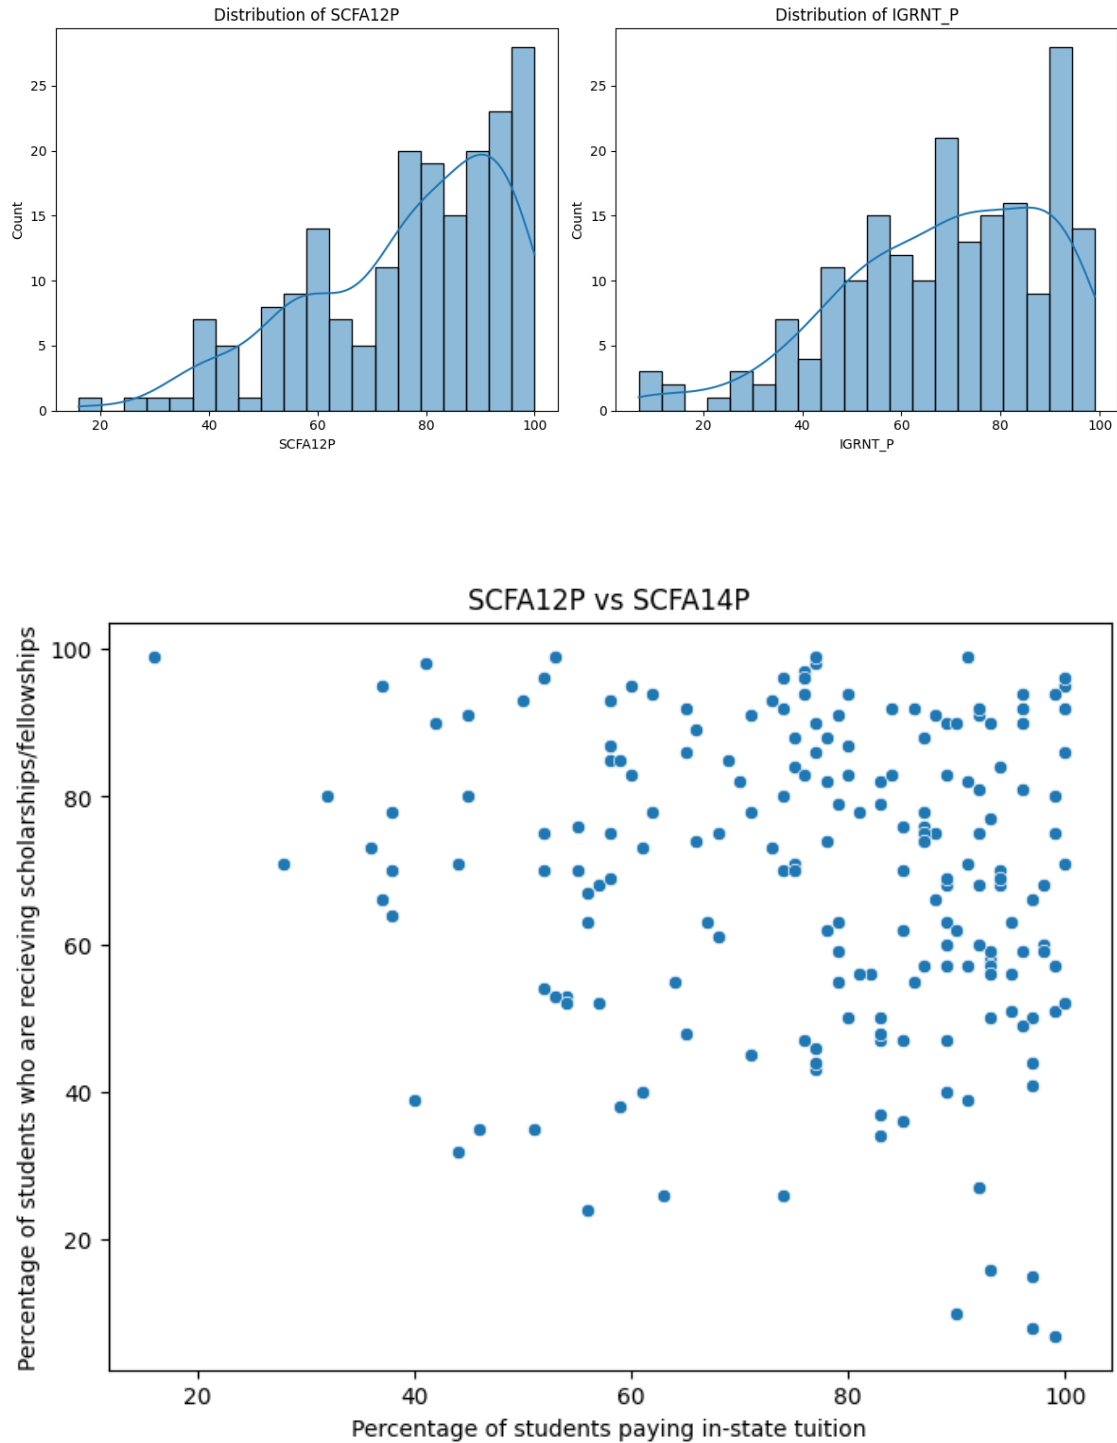 Distribution of SCFA12P
Count
25
20
15
10
5
0
20 40 60 80 100
SCFA12P
Distribution of IGRNT_P
Count
25
20
15
10
5
0
20 40 60 80 100
IGRNT_P
SCFA12P vs SCFA14P
Percentage of students who are recieving scholarships/fellowships
100
80
60
40
20
20 40 60 80 100
Percentage of students paying in-state tuition